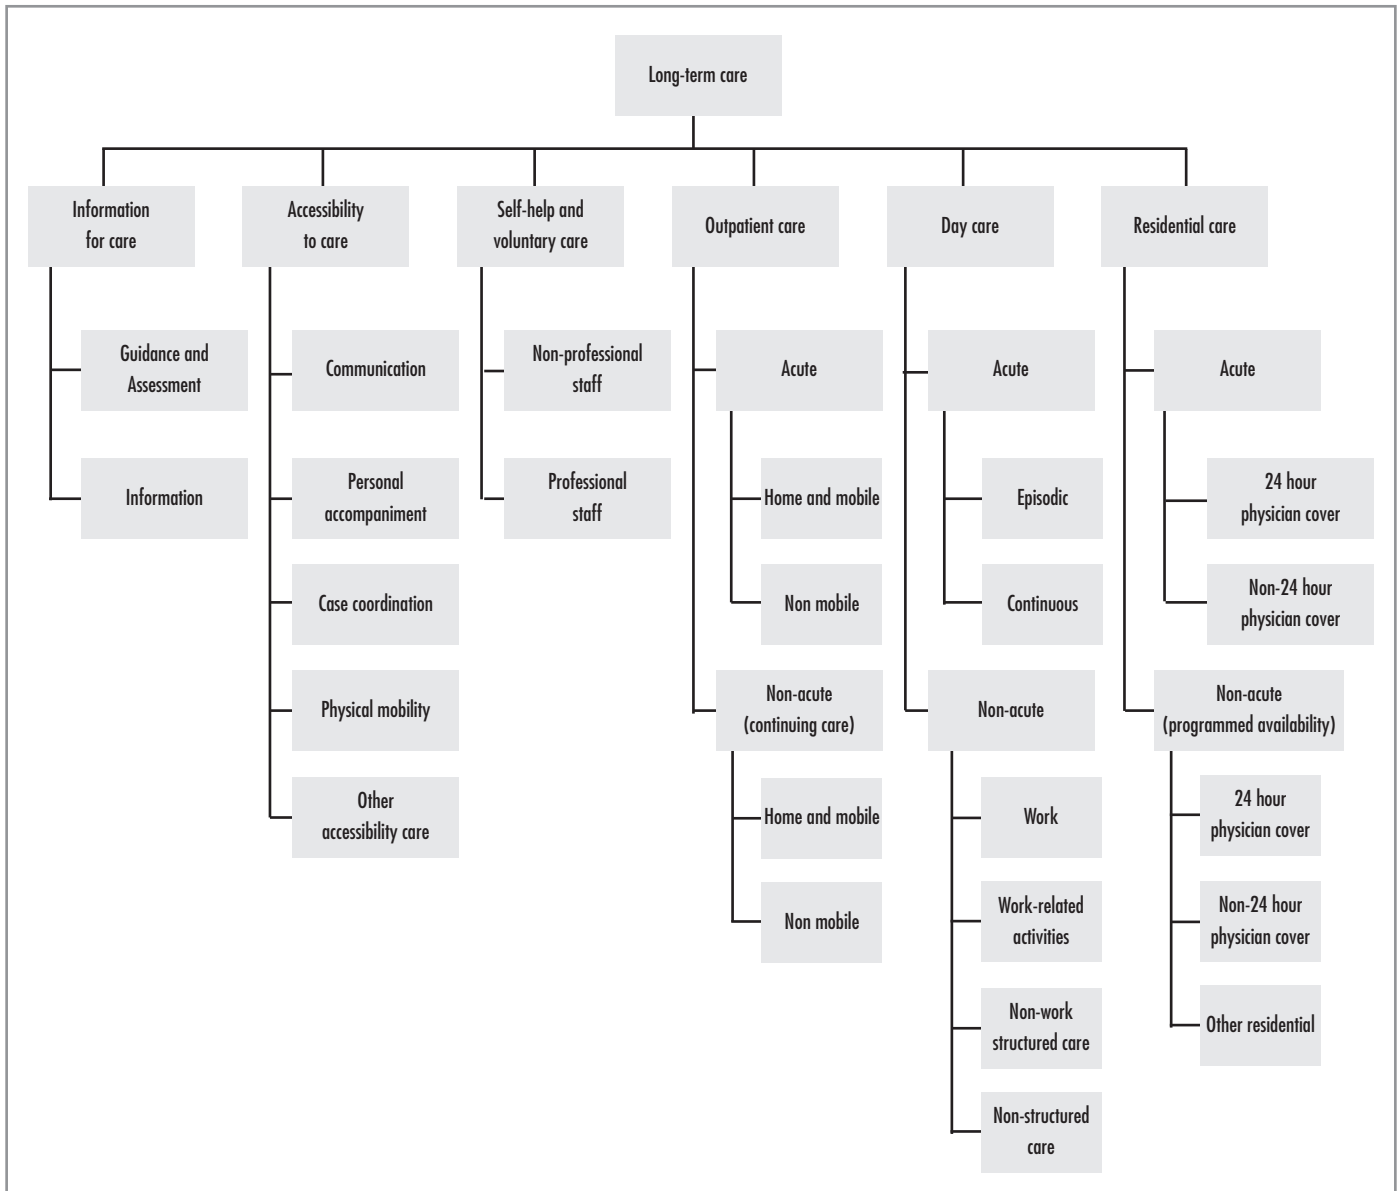 Long-term care
Information
for care
Guidance and
Assessment
Information
Accessibility
to care
Communication
Personal
accompaniment
Case coordination
Physical mobility
Other
accessibility care
Self-help and
voluntary care
Non-professional
staff
Professional
staff
Outpatient care
Acute
Home and mobile
Non mobile
Non-acute
(continuing care)
Home and mobile
Non mobile
Day care
Acute
Episodic
Continuous
Non-acute
Work
Work-related
activities
Non-work
structured care
Non-structured
care
Residential care
Acute
24 hour
physician cover
Non-24 hour
physician cover
Non-acute
(programmed availability)
24 hour
physician cover
Non-24 hour
physician cover
Other residential